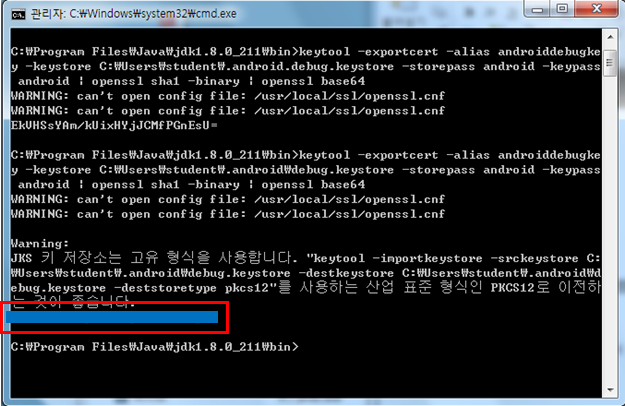 관리자: C:₩Windows₩system32₩cmd.exe
C:₩Program Files₩Java₩jdk1.8.0_211₩bin>keytool -exportcert -alias androiddebugke
y -keystore C:₩Users₩student₩.android.debug.keystore -storepass android -keypass
android | openssl sha1 -binary | openssl base64
WARNING: can't open config file: /usr/local/ssl/openssl.cnf
WARNING: can't open config file: /usr/local/ssl/openssl.cnf
EkVHSsYAm/kUixHYjJCMfPGnEsU=
C:₩Program Files₩Java₩jdk1.8.0_211₩bin>keytool -exportcert -alias androiddebugke
y -keystore C:₩Users₩student₩.android₩debug.keystore -storepass android -keypass
android | openssl sha1 -binary | openssl base64
WARNING: can't open config file: /usr/local/ssl/openssl.cnf
WARNING: can't open config file: /usr/local/ssl/openssl.cnf
Warning:
JKS 키 저장소는 고유 형식을 사용합니다. "keytool -importkeystore -srckeystore C:
₩Users₩student₩.android₩debug.keystore -destkeystore C:₩Users₩student₩.android₩d
ebug.keystore -deststoretype pkcs12"를 사용하는 산업 표준 형식인 PKCS12로 이전하
는 것이 좋습니다.
C:₩Program Files₩Java₩jdk1.8.0_211₩bin>